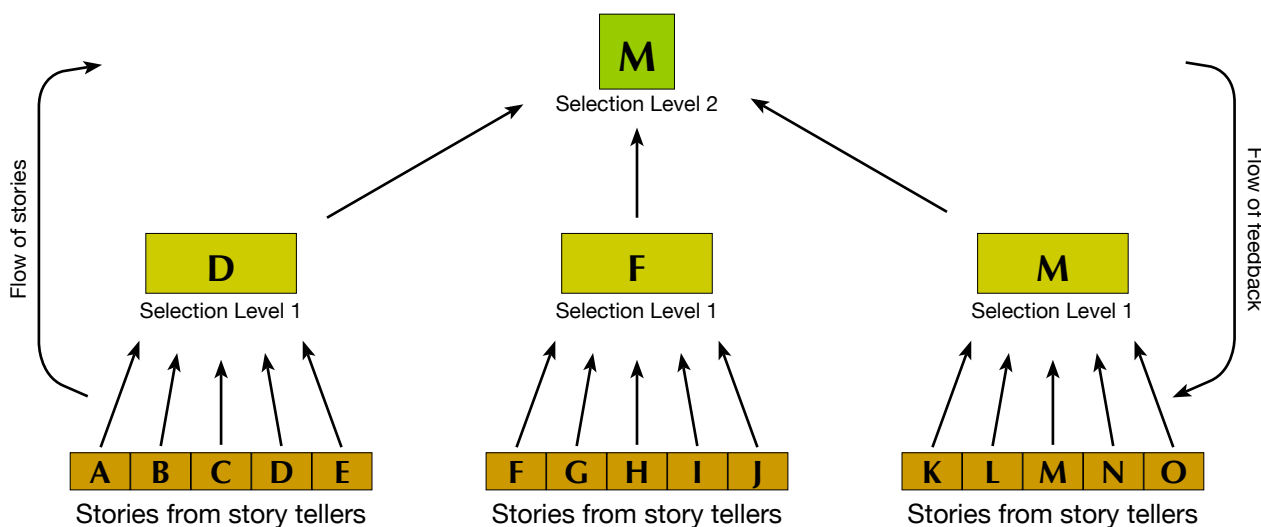 M
Selection Level 2
Flow of stories
Flow of feedback
D
F
M
Selection Level 1
Selection Level 1
Selection Level 1
A B C D E
F G H I J
K L M N O
Stories from story tellers
Stories from story tellers
Stories from story tellers